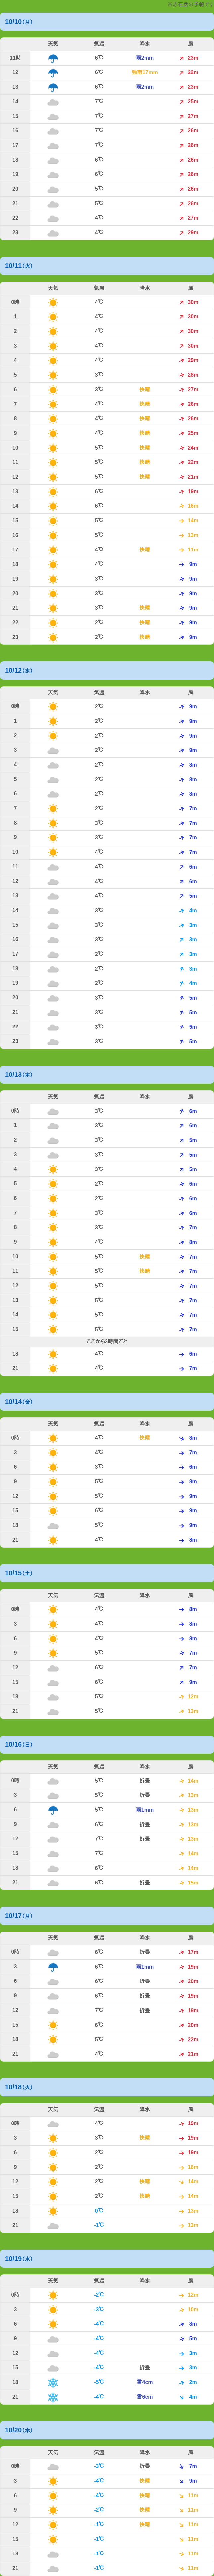 10/10（月）
天気 気温 降水 風
11時 6℃ 雨2mm 23m
12 6℃ 17mm 22m
13 6℃ 雨2mm 23m
14 7℃ 25m
15 7℃ 27m
16 7℃ 26m
17 7℃ 26m
18 6℃ 26m
19 6℃ 26m
20 5℃ 26m
21 5℃ 26m
22 4℃ 27m
23 4℃ 29m
10/11（火）
天気 気温 降水 風
0時 4℃ 30m
1 4℃ 30m
2 4℃ 30m
3 4℃ 30m
4 4℃ 29m
5 3℃ 28m
6 3℃ 快晴 27m
7 4℃ 快晴 26m
8 4℃ 快晴 26m
9 4℃ 快晴 25m
10 5℃ 快晴 24m
11 5℃ 快晴 22m
12 5℃ 快晴 21m
13 6℃ 19m
14 6℃ 16m
15 5℃ 14m
16 5℃ 13m
17 4℃ 快晴 11m
18 4℃ 9m
19 3℃ 9m
20 3℃ 9m
21 3℃ 快晴 9m
22 2℃ 快晴 9m
23 2℃ 快晴 9m
10/12（水）
天気 気温 降水 風
0時 2℃ 9m
1 2℃ 9m
2 2℃ 9m
3 2℃ 9m
4 2℃ 8m
5 2℃ 8m
6 2℃ 8m
7 2℃ 7m
8 3℃ 7m
9 3℃ 7m
10 4℃ 7m
11 4℃ 6m
12 4℃ 6m
13 4℃ 5m
14 3℃ 4m
15 3℃ 3m
16 3℃ 3m
17 2℃ 3m
18 2℃ 3m
19 2℃ 4m
20 3℃ 5m
21 3℃ 5m
22 3℃ 5m
23 3℃ 5m
10/13（木）
天気 気温 降水 風
0時 3℃ 6m
1 3℃ 6m
2 3℃ 5m
3 3℃ 5m
4 3℃ 5m
5 2℃ 6m
6 2℃ 6m
7 3℃ 6m
8 3℃ 7m
9 4℃ 8m
10 5℃ 快晴 7m
11 5℃ 快晴 7m
12 5℃ 7m
13 5℃ 7m
14 5℃ 7m
15 5℃ 7m
ここから3時間ごと
18 4℃ 6m
21 4℃ 7m
10/14（金）
天気 気温 降水 風
0時 4℃ 快晴 8m
3 4℃ 7m
6 3℃ 6m
9 5℃ 8m
12 5℃ 9m
15 6℃ 9m
18 5℃ 9m
21 4℃ 8m
10/15（土）
天気 気温 降水 風
0時 4℃ 8m
3 4℃ 8m
6 4℃ 8m
9 5℃ 7m
12 6℃ 7m
15 6℃ 9m
18 5℃ 12m
21 5℃ 13m
10/16（日）
天気 気温 降水 風
0時 5℃ 折畳 14m
3 5℃ 折畳 13m
6 5℃ 雨1mm 13m
9 6℃ 折畳 13m
12 7℃ 折畳 13m
15 7℃ 14m
18 6℃ 14m
21 6℃ 折畳 15m
10/17（月）
天気 気温 降水 風
0時 6℃ 折畳 17m
3 6℃ 雨1mm 19m
6 6℃ 折畳 20m
9 6℃ 折畳 19m
12 7℃ 折畳 19m
15 6℃ 20m
18 5℃ 22m
21 4℃ 21m
10/18（火）
天気 気温 降水 風
0時 4℃ 19m
3 3℃ 快晴 19m
6 2℃ 19m
9 2℃ 16m
12 2℃ 快晴 14m
15 2℃ 快晴 14m
18 0℃ 13m
21 -1℃ 13m
10/19（水）
天気 気温 降水 風
0時 -2℃ 12m
3 -3℃ 10m
6 -4℃ 8m
9 -4℃ 5m
12 -4℃ 3m
15 -4℃ 折畳 3m
18 -5℃ 雪4cm 2m
21 -4℃ 雪6cm 4m
10/20（木）
天気 気温 降水 風
0時 -3℃ 折畳 7m
3 -4℃ 快晴 9m
6 -4℃ 快晴 11m
9 -2℃ 快晴 11m
12 -1℃ 快晴 11m
15 -1℃ 11m
18 -1℃ 11m
21 -1℃ 11m